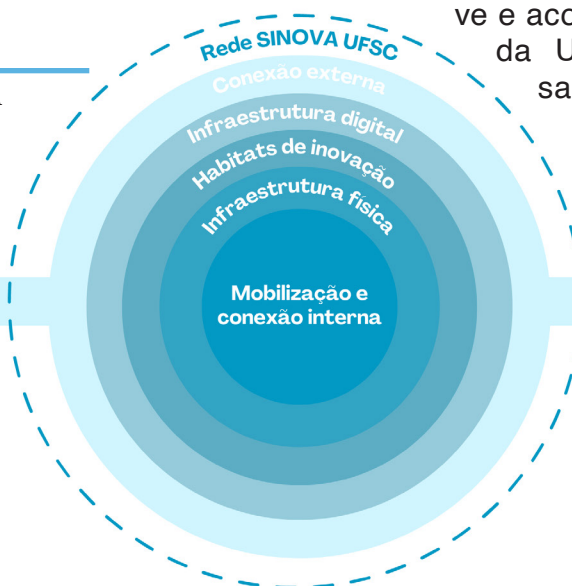 ve e aco
da U
sa
Rede SINOVA UFSC
Conexão externa
Infraestrutura digital
Habitats de inovação
Infraestrutura física
Mobilização e
conexão interna